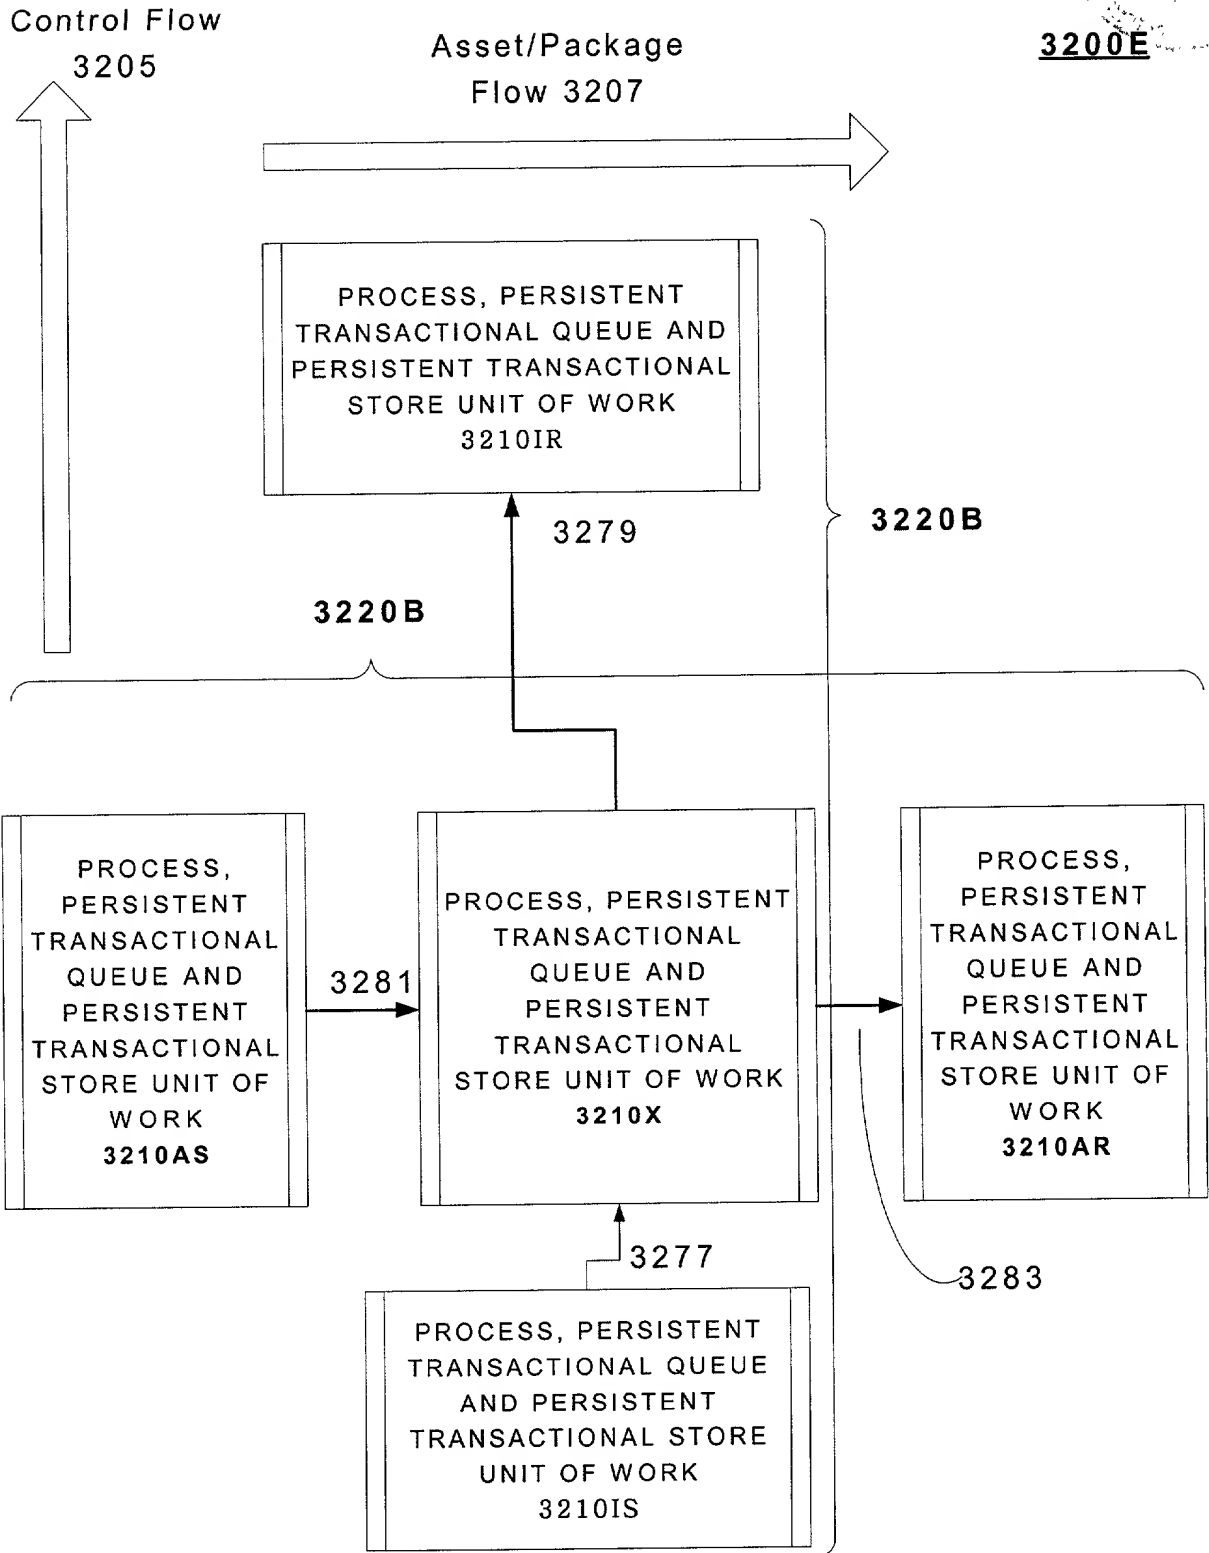 Control Flow
3205
Asset/Package
Flow 3207
3200E
PROCESS, PERSISTENT
TRANSACTIONAL QUEUE AND
PERSISTENT TRANSACTIONAL
STORE UNIT OF WORK
3210IR
3279
3220B
3220B
PROCESS,
PERSISTENT
TRANSACTIONAL
QUEUE AND
PERSISTENT
TRANSACTIONAL
STORE UNIT OF
WORK
3210AS
3281
PROCESS, PERSISTENT
TRANSACTIONAL
QUEUE AND
PERSISTENT
TRANSACTIONAL
STORE UNIT OF WORK
3210X
PROCESS,
PERSISTENT
TRANSACTIONAL
QUEUE AND
PERSISTENT
TRANSACTIONAL
STORE UNIT OF
WORK
3210AR
3277
3283
PROCESS, PERSISTENT
TRANSACTIONAL QUEUE
AND PERSISTENT
TRANSACTIONAL STORE
UNIT OF WORK
3210IS